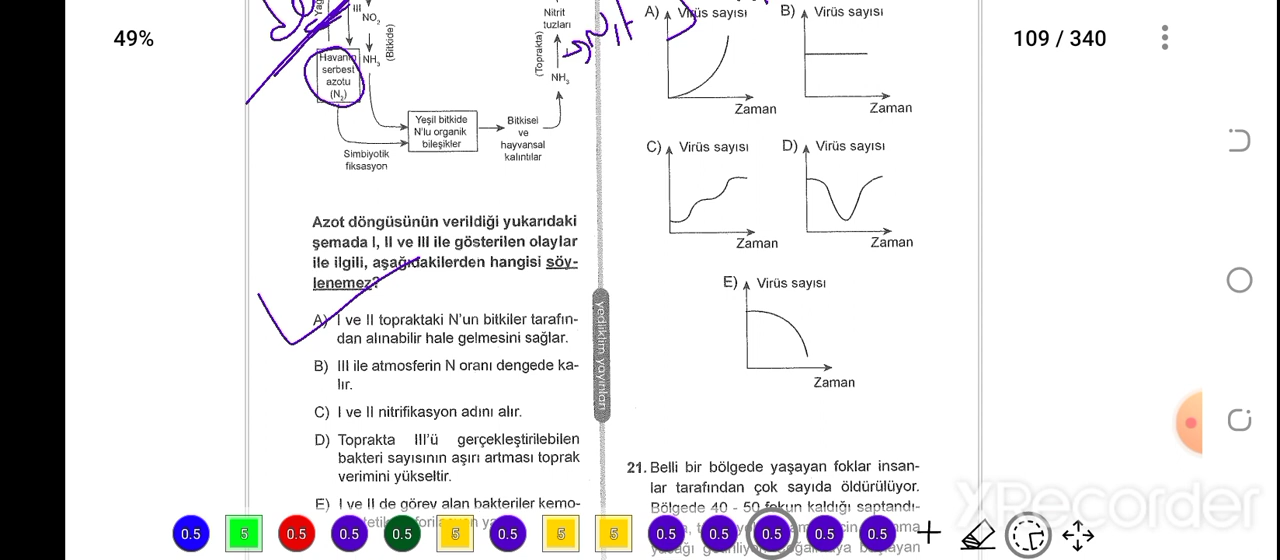 49%
109 / 340
III
NO₂
(Bitkide)
Havanın
serbest
azotu
(N₂)
NH₃
Nitrit
tuzları
(Toprakta)
NH₃
Yeşil bitkide
N'lu organik
bileşikler
Bitkisel
ve
hayvansal
kalıntılar
Simbiyotik
fiksasyon
Azot döngüsünün verildiği yukarıdaki
şemada I, II ve III ile gösterilen olaylar
ile ilgili, aşağıdakilerden hangisi söy-
lenemez?
A) I ve II topraktaki N'un bitkiler tarafın-
dan alınabilir hale gelmesini sağlar.
B) III ile atmosferin N oranı dengede ka-
lır.
C) I ve II nitrifikasyon adını alır.
D) Toprakta III'ü gerçekleştirilebilen
bakteri sayısının aşırı artması toprak
verimini yükseltir.
E) I ve II de görev alan bakteriler kemo-
yediiklim yayınları
A) Virüs sayısı
Zaman
B) Virüs sayısı
Zaman
C) Virüs sayısı
Zaman
D) Virüs sayısı
Zaman
E) Virüs sayısı
Zaman
21. Belli bir bölgede yaşayan foklar insan-
lar tarafından çok sayıda öldürülüyor.
Bölgede 40 - 50 fokun kaldığı saptandı-
XRecorder
0.5 5 0.5 0.5 0.5 5 0.5 5 5 0.5 0.5 0.5 0.5 0.5